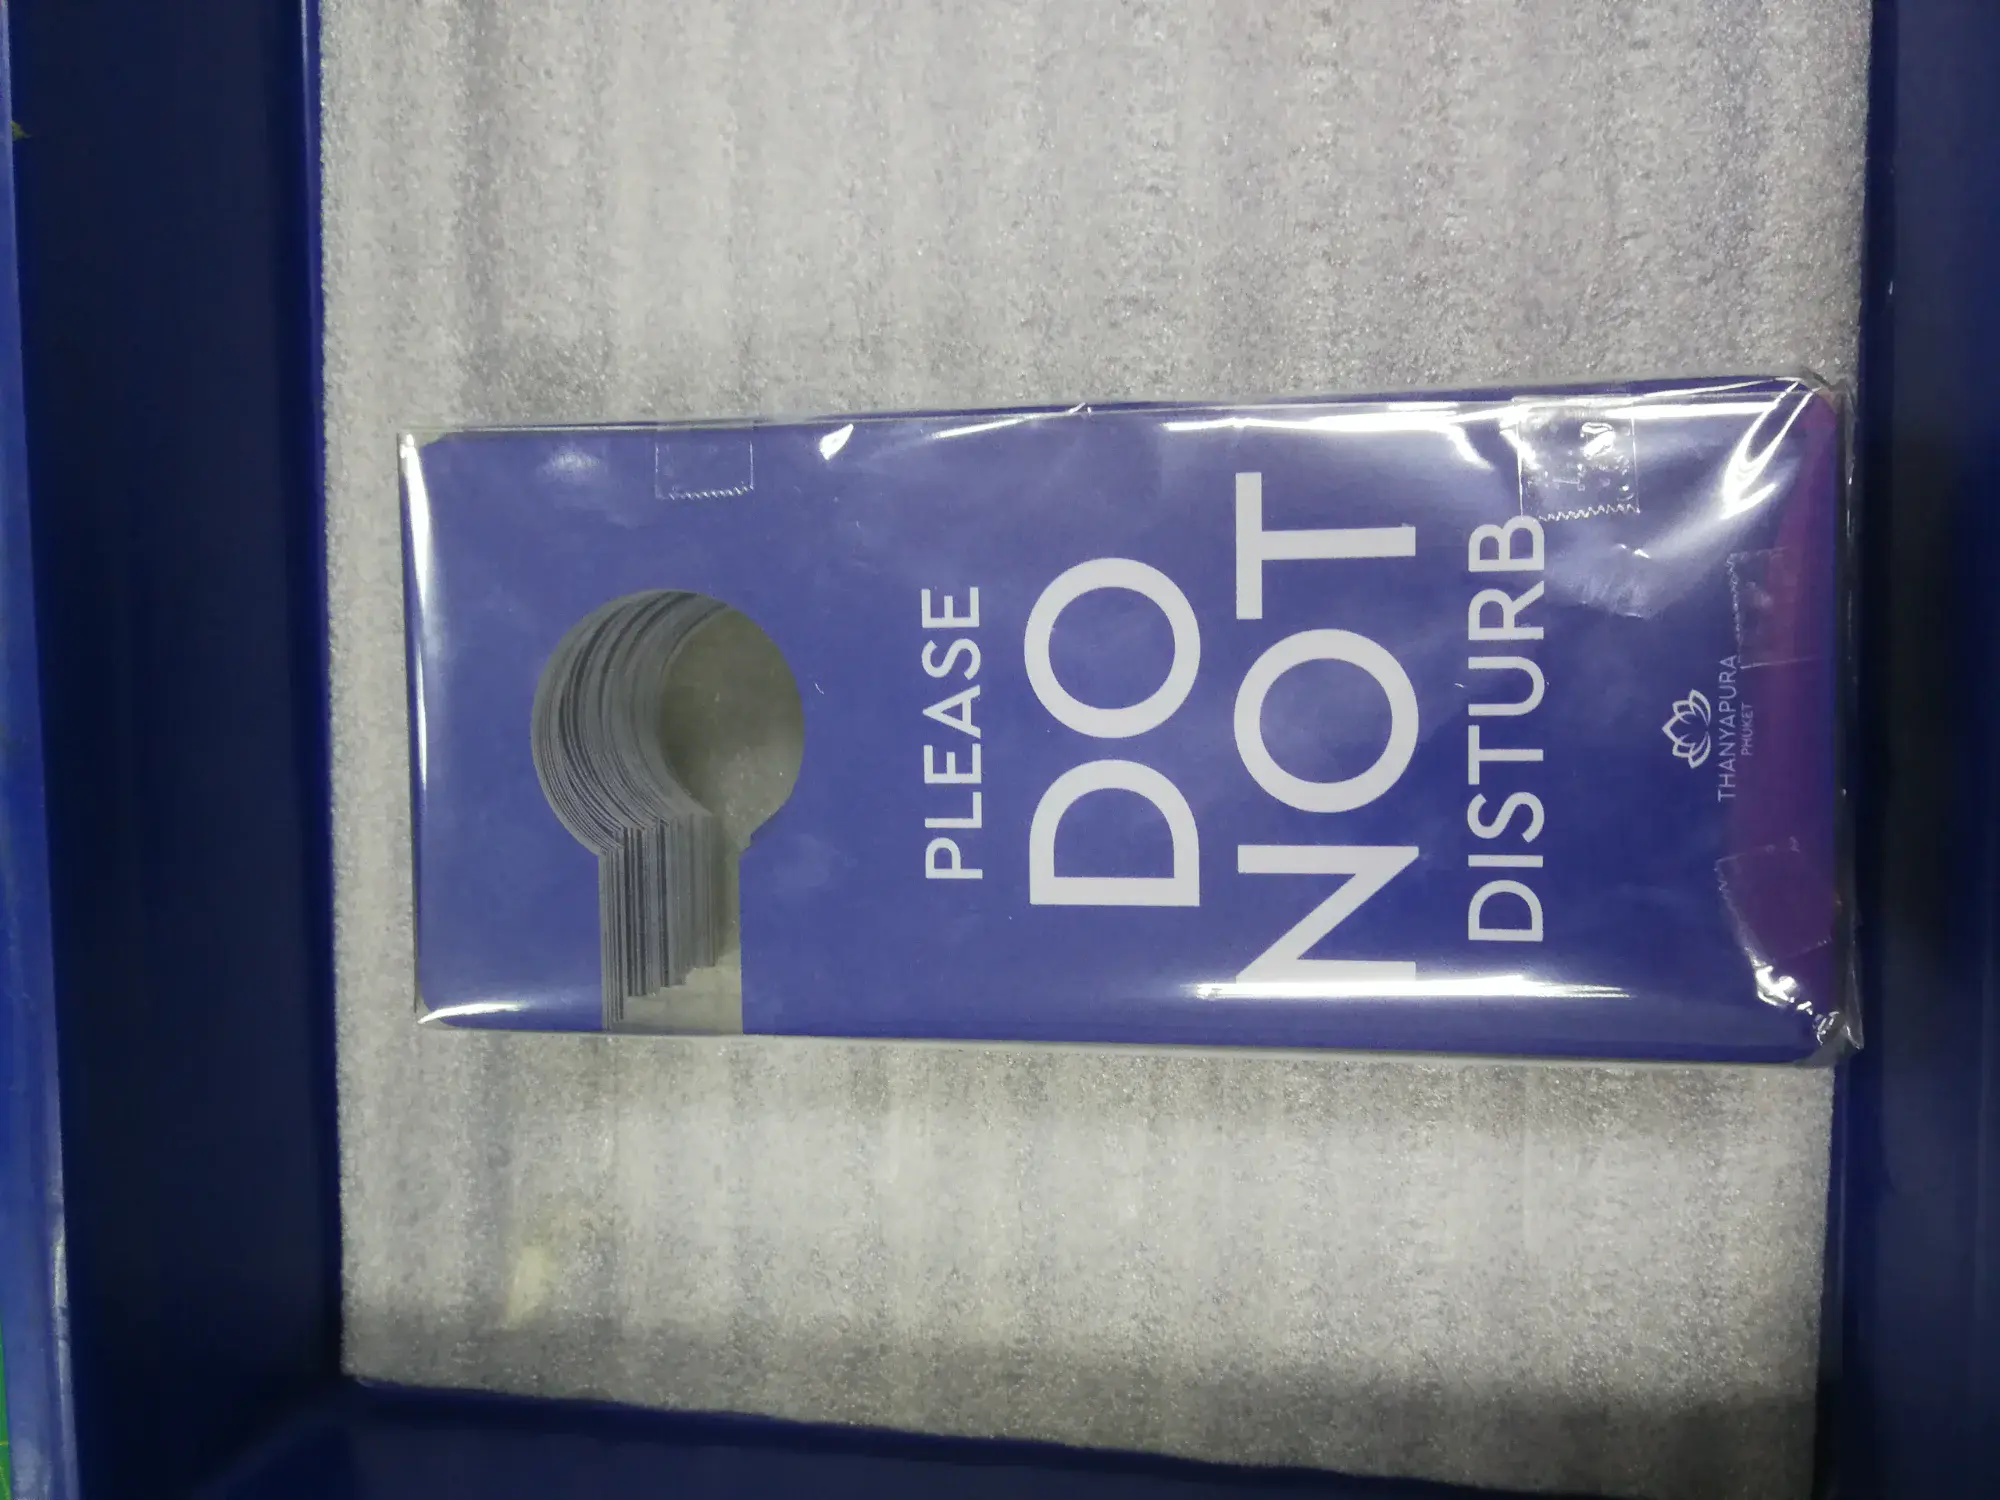 PLEASE
DO
NOT
DISTURB
THANYAPURA
PHUKET